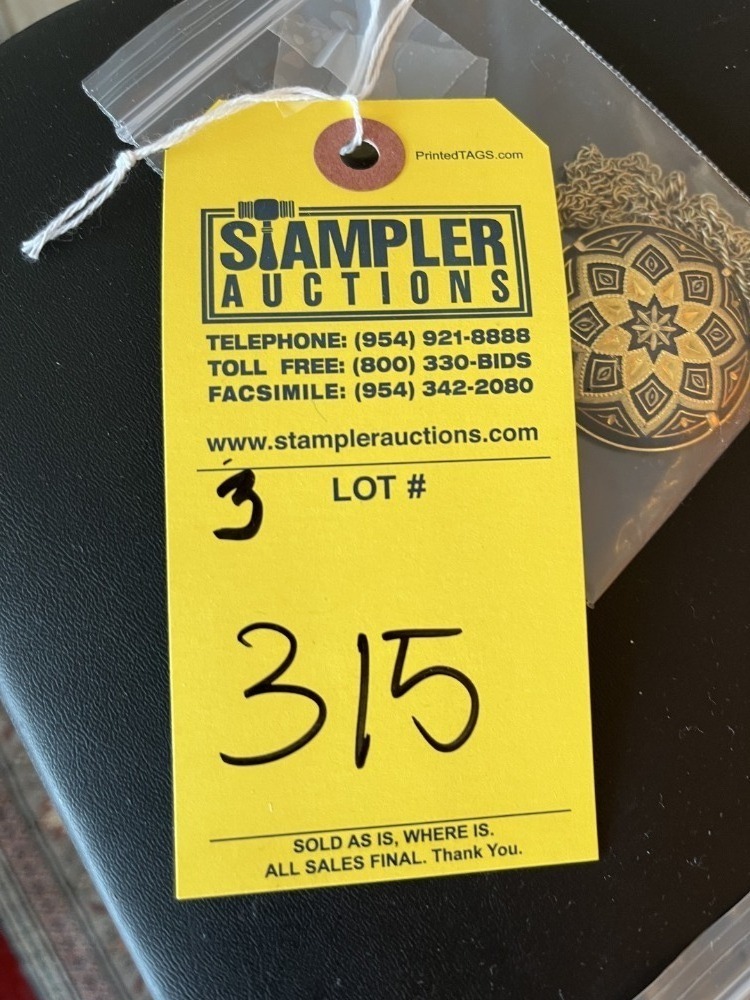 PrintedTAGS.com
STAMPLER
AUCTIONS
TELEPHONE: (954) 921-8888
TOLL FREE: (800) 330-BIDS
FACSIMILE: (954) 342-2080
www.stamplerauctions.com
3 LOT #
315
SOLD AS IS, WHERE IS.
ALL SALES FINAL. Thank You.